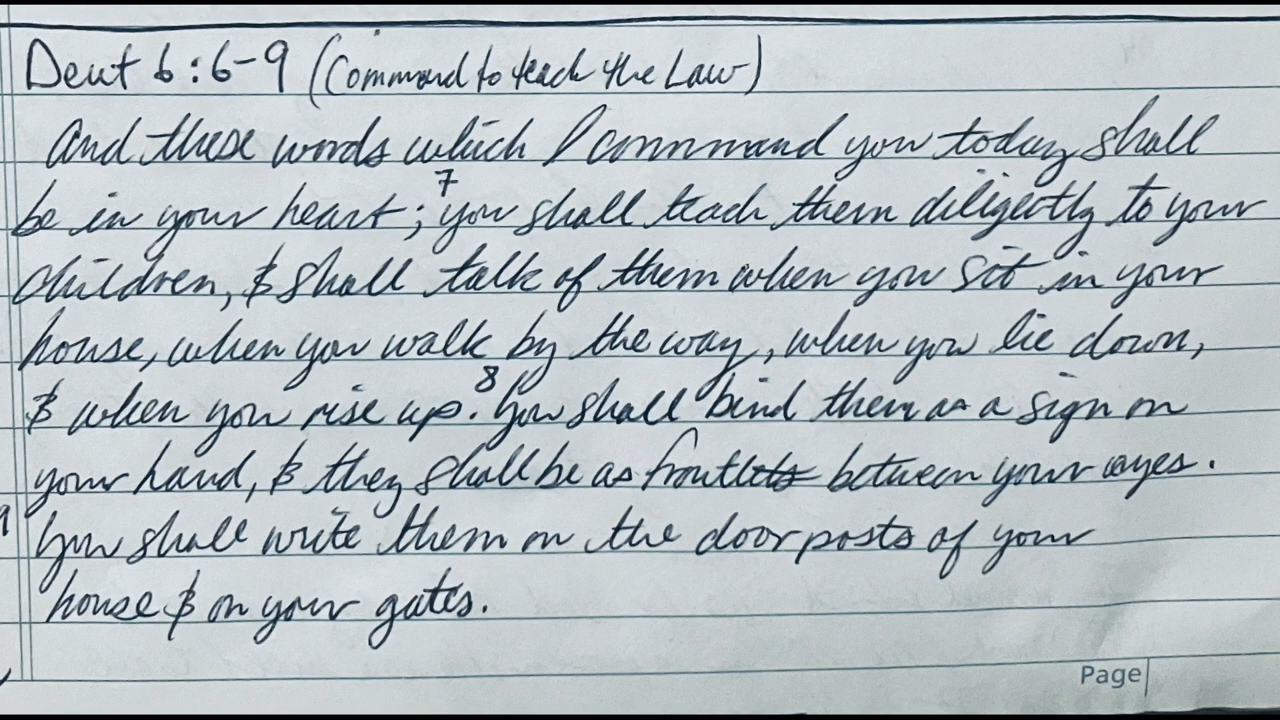 Deut 6:6-9 (Command to teach the Law)
And these words which I command you today shall
be in your heart; 7 you shall teach them diligently to your
children, & shall talk of them when you sit in your
house, when you walk by the way, when you lie down,
& when you rise up. 8 You shall bind them as a sign on
your hand, & they shall be as frontlets between your eyes.
9 You shall write them on the doorposts of your
house & on your gates.
Page